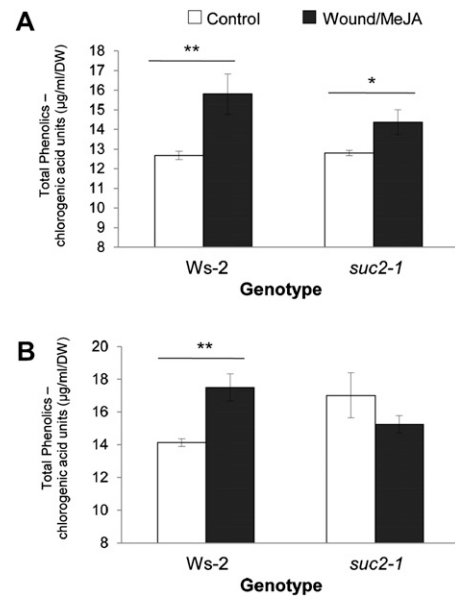 A
Control
Wound/MeJA
Total Phenolics –
chlorogenic acid units (µg/ml/DW)
18
17
16
15
14
13
12
11
10
9
8
**
*
Ws-2
suc2-1
Genotype
B
Total Phenolics –
chlorogenic acid units (µg/ml/DW)
20
18
16
14
12
10
8
**
Ws-2
suc2-1
Genotype